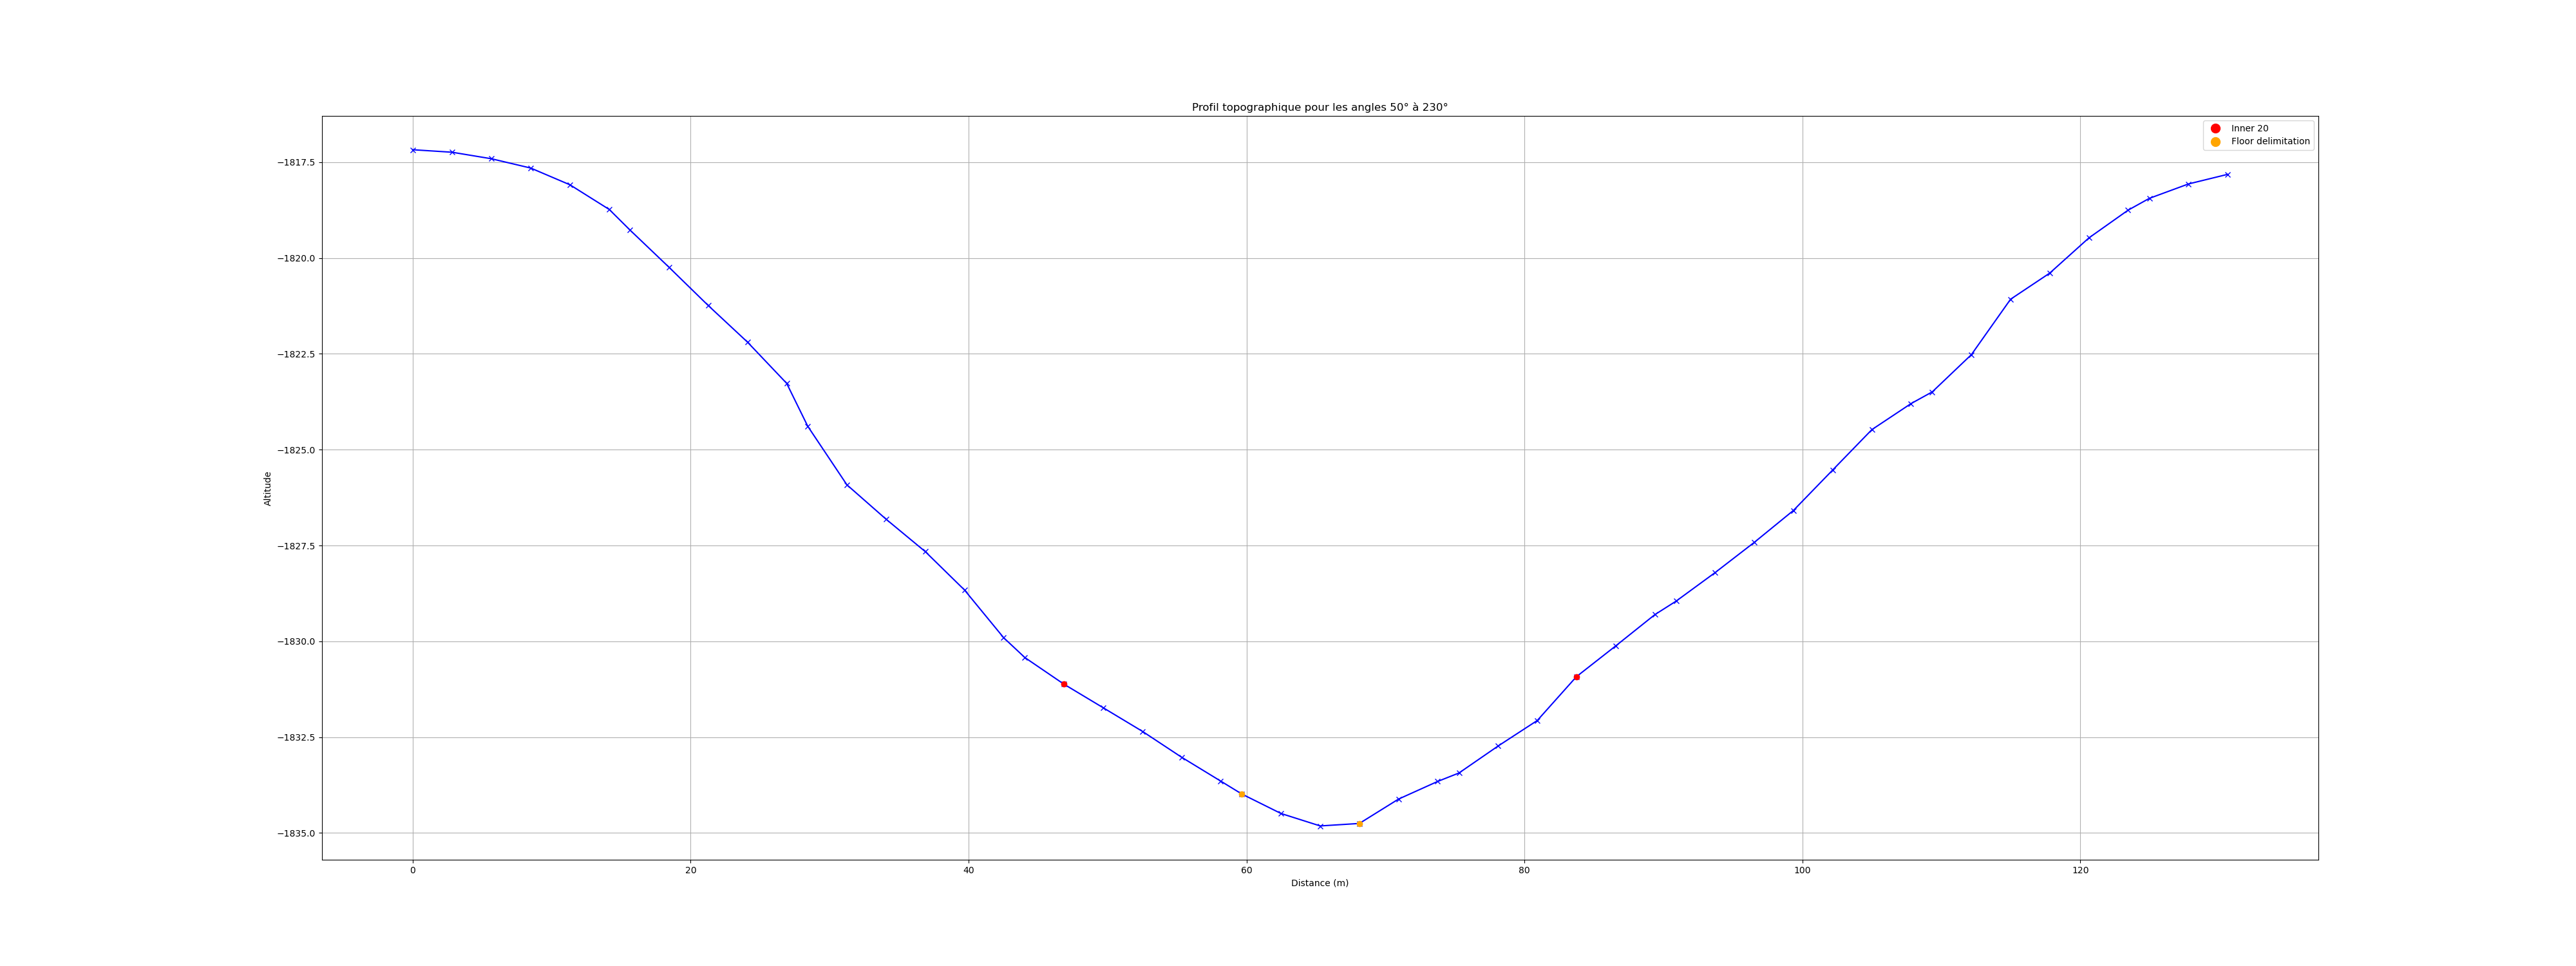 Profil topographique pour les angles 50° à 230°
Inner 20
Floor delimitation
−1817.5
−1820.0
−1822.5
−1825.0
−1827.5
−1830.0
−1832.5
−1835.0
Altitude
0 20 40 60 80 100 120
Distance (m)